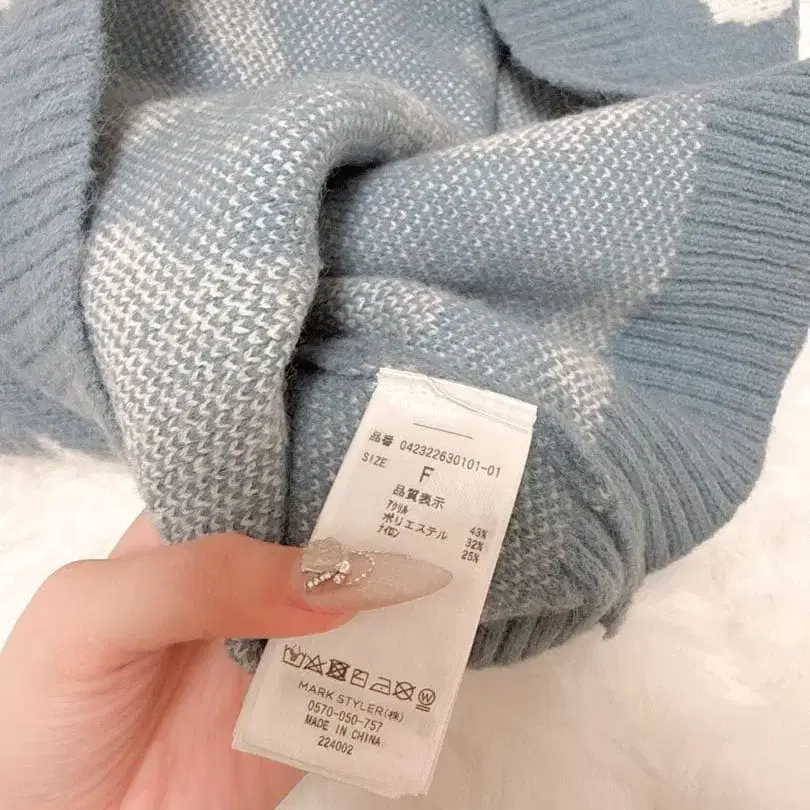 品番 042322630101-01
SIZE F
品質表示
アクリル 43%
ポリエステル 32%
ナイロン 25%
W
MARK STYLER(株)
0570-050-757
MADE IN CHINA
224002